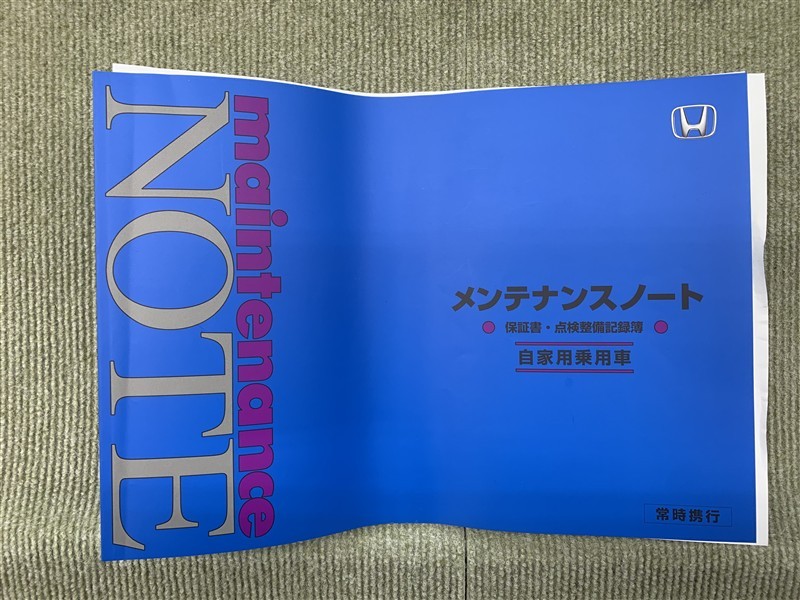 maintenance
NOTE
メンテナンスノート
保証書・点検整備記録簿
自家用乗用車
常時携行